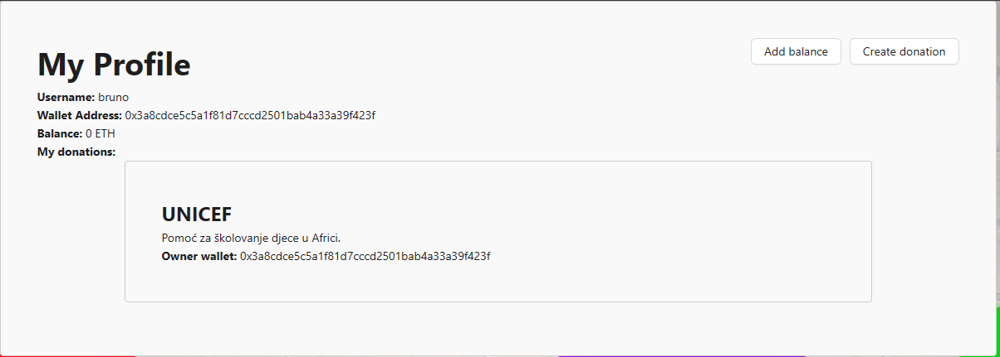 My Profile
Add balance
Create donation
Username: bruno
Wallet Address: 0x3a8cdce5c5a1f81d7cccd2501bab4a33a39f423f
Balance: 0 ETH
My donations:
UNICEF
Pomoć za školovanje djece u Africi.
Owner wallet: 0x3a8cdce5c5a1f81d7cccd2501bab4a33a39f423f